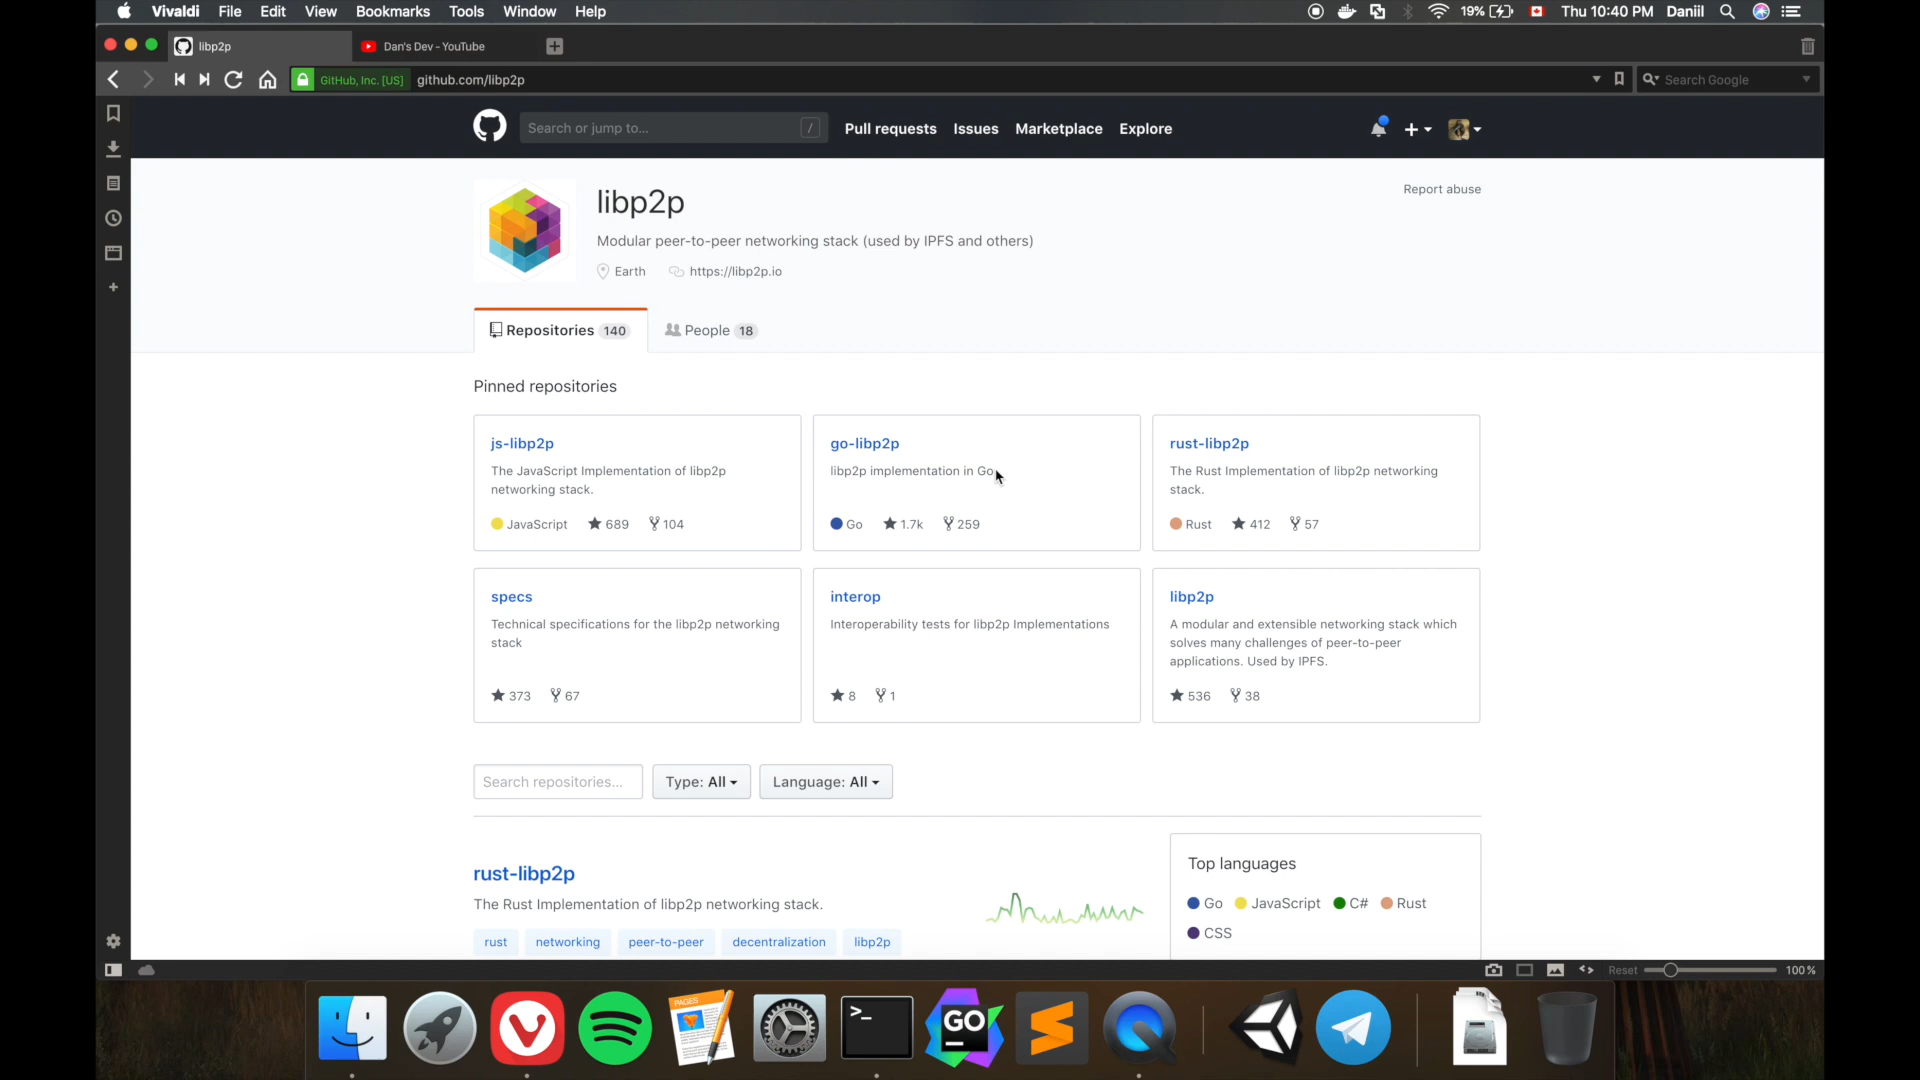 Vivaldi File Edit View Bookmarks Tools Window Help 19% Thu 10:40 PM Daniil
libp2p Dan's Dev - YouTube
GitHub, Inc. [US] github.com/libp2p Search Google
Search or jump to... / Pull requests Issues Marketplace Explore
libp2p
Report abuse
Modular peer-to-peer networking stack (used by IPFS and others)
Earth https://libp2p.io
Repositories 140 People 18
Pinned repositories
js-libp2p
The JavaScript Implementation of libp2p
networking stack.
JavaScript 689 104
go-libp2p
libp2p implementation in Go
Go 1.7k 259
rust-libp2p
The Rust Implementation of libp2p networking
stack.
Rust 412 57
specs
Technical specifications for the libp2p networking
stack
373 67
interop
Interoperability tests for libp2p Implementations
8 1
libp2p
A modular and extensible networking stack which
solves many challenges of peer-to-peer
applications. Used by IPFS.
536 38
Search repositories... Type: All Language: All
rust-libp2p
The Rust Implementation of libp2p networking stack.
rust networking peer-to-peer decentralization libp2p
Top languages
Go JavaScript C# Rust
CSS
Reset 100 %
PAGES
>_
GO